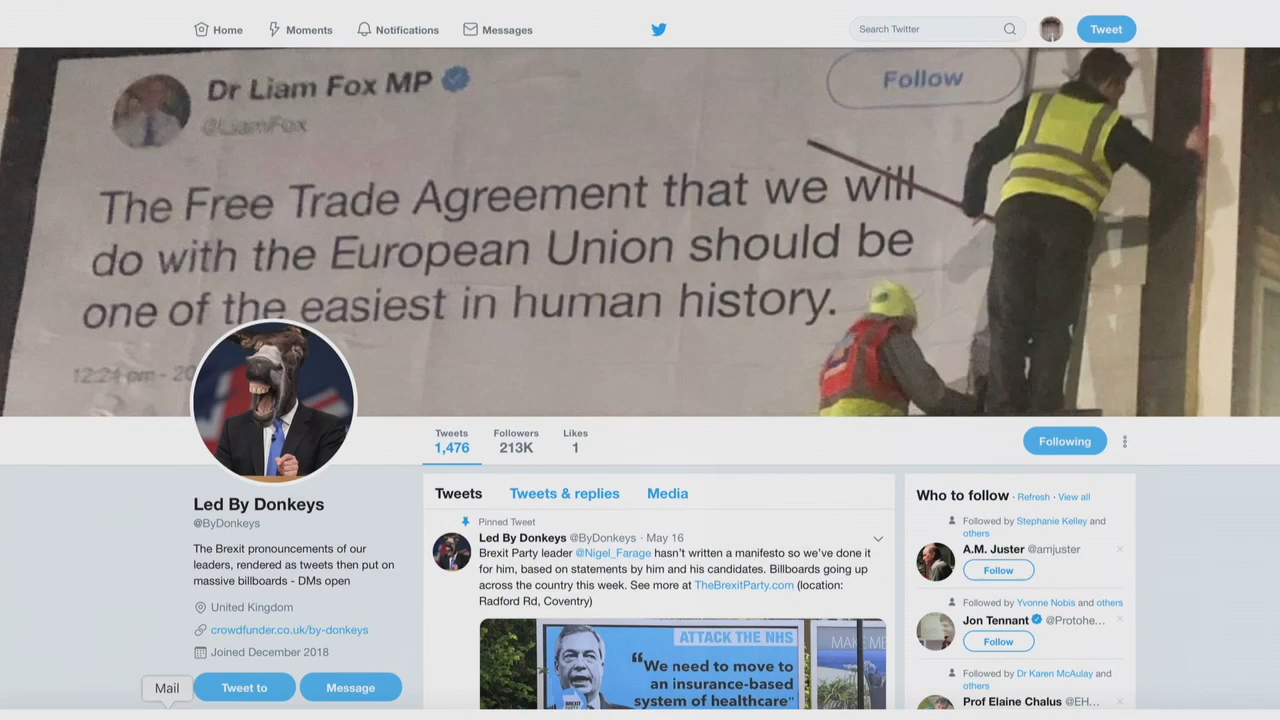 Home
Moments
Notifications
Messages
Search Twitter
Tweet
Dr Liam Fox MP
@LiamFox
Follow
The Free Trade Agreement that we will
do with the European Union should be
one of the easiest in human history.
12:24 pm - 20
Tweets
1,476
Followers
213K
Likes
1
Following
Led By Donkeys
@ByDonkeys
The Brexit pronouncements of our
leaders, rendered as tweets then put on
massive billboards - DMs open
United Kingdom
crowdfunder.co.uk/by-donkeys
Joined December 2018
Tweet to
Message
Mail
Tweets
Tweets & replies
Media
Pinned Tweet
Led By Donkeys @ByDonkeys · May 16
Brexit Party leader @Nigel_Farage hasn't written a manifesto so we've done it
for him, based on statements by him and his candidates. Billboards going up
across the country this week. See more at TheBrexitParty.com (location:
Radford Rd, Coventry)
ATTACK THE NHS
"We need to move to
an insurance-based
system of healthcare"
BREXIT
MAKE ME
Who to follow · Refresh · View all
Followed by Stephanie Kelley and
others
A.M. Juster @amjuster
Follow
Followed by Yvonne Nobis and others
Jon Tennant @Protohe...
Follow
Followed by Dr Karen McAulay and
others
Prof Elaine Chalus @EH...